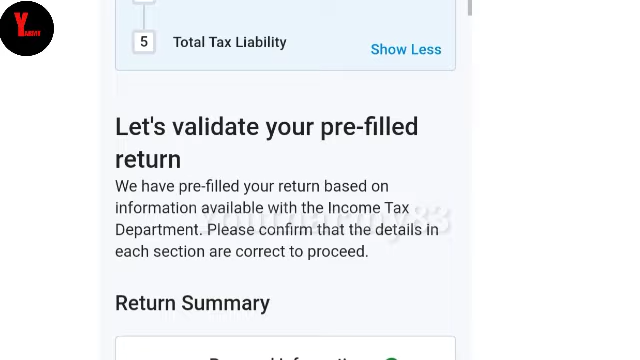 5 Total Tax Liability
Show Less
Let's validate your pre-filled
return
We have pre-filled your return based on
information available with the Income Tax
Department. Please confirm that the details in
each section are correct to proceed.
Return Summary